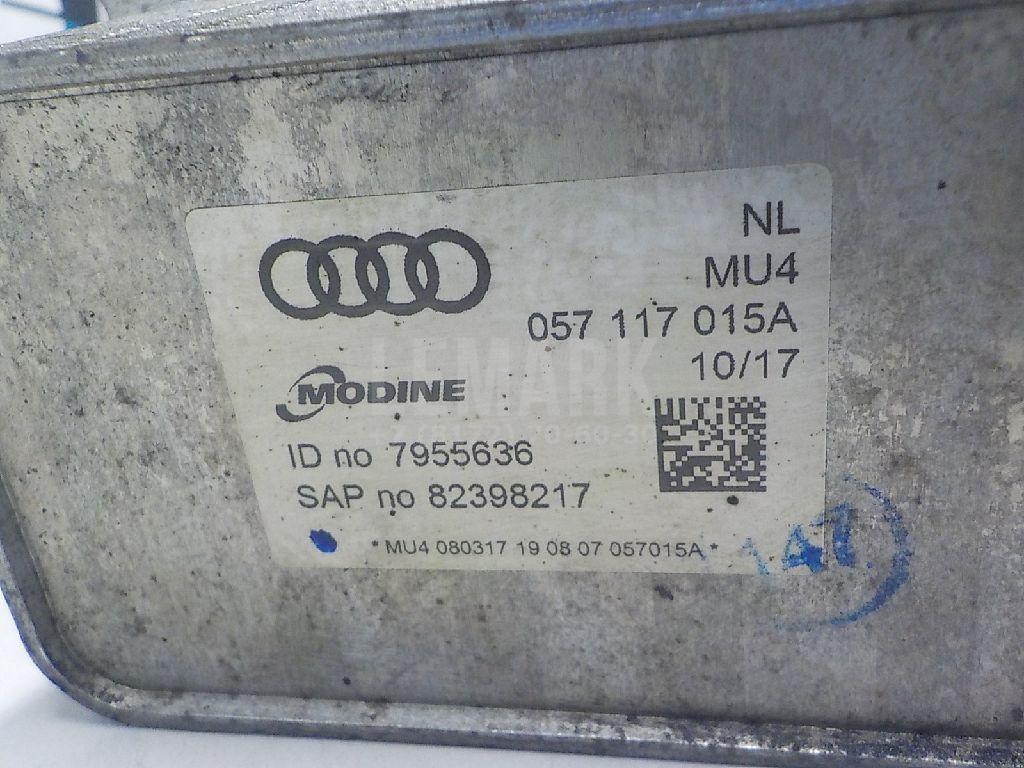 NL
MU4
057 117 015A
10/17
MODINE
ID no 7955636
SAP no 82398217
* MU4 080317 19 08 07 057015A *
147
LEMARK